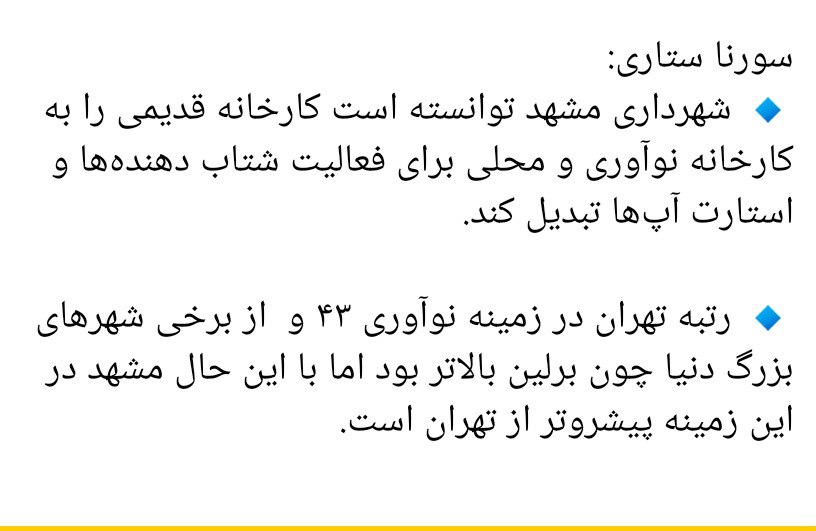 سورنا ستاری:
🔹 شهرداری مشهد توانسته است کارخانه قدیمی را به
کارخانه نوآوری و محلی برای فعالیت شتاب دهنده‌ها و
استارت آپ‌ها تبدیل کند.
🔹 رتبه تهران در زمینه نوآوری ۴۳ و از برخی شهرهای
بزرگ دنیا چون برلین بالاتر بود اما با این حال مشهد در
این زمینه پیشروتر از تهران است.